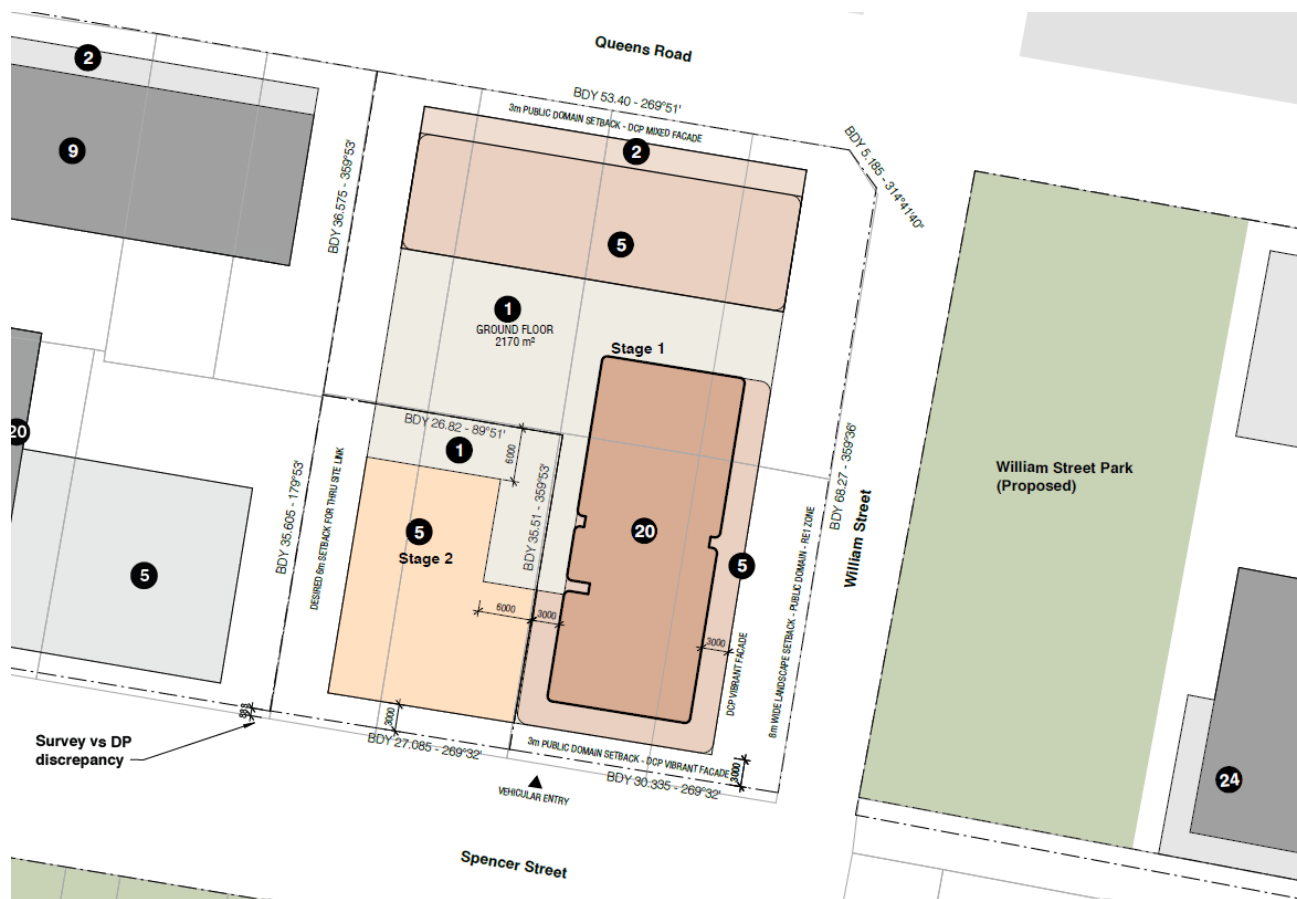 Queens Road
2
BDY 53.40 - 269°51'
3m PUBLIC DOMAIN SETBACK - DCP MIXED FACADE
2
9
BDY 36.575 - 359°53'
BDY 5.185 - 314°41'40"
5
1
GROUND FLOOR
2170 m²
Stage 1
BDY 26.82 - 89°51'
1
6000
20
BDY 35.605 - 179°53'
DESIRED 6m SETBACK FOR THRU SITE LINK
5
Stage 2
BDY 35.51 - 359°53'
20
5
BDY 68.27 - 359°36'
William Street
William Street Park
(Proposed)
8m WIDE LANDSCAPE SETBACK - PUBLIC DOMAIN - RE1 ZONE
5
6000
3000
3000
DCP VIBRANT FACADE
3000
Survey vs DP
discrepancy
BDY 27.085 - 269°32'
3m PUBLIC DOMAIN SETBACK - DCP VIBRANT FACADE
3000
BDY 30.335 - 269°32'
VEHICULAR ENTRY
24
Spencer Street